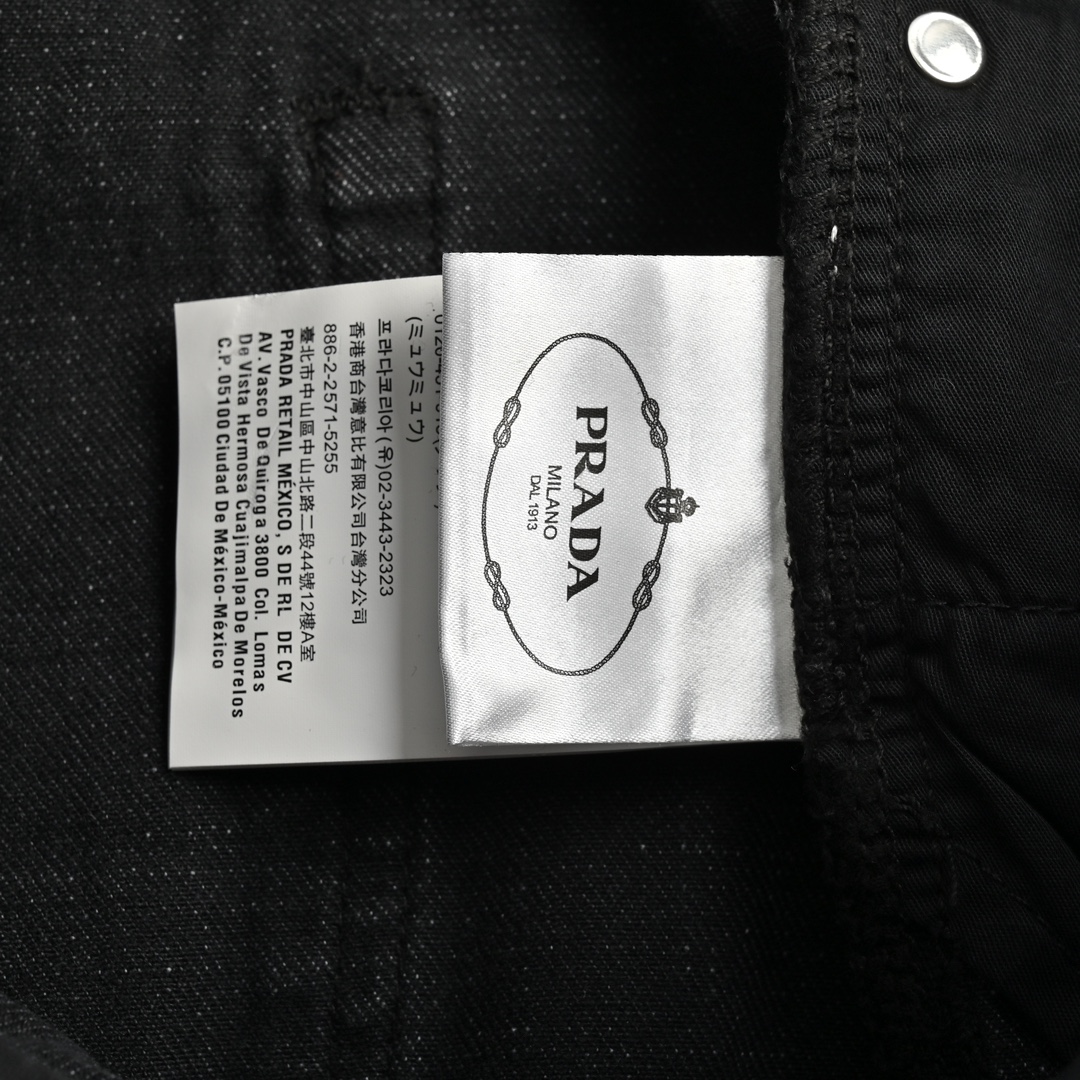 PRADA
MILANO
DAL 1913
(ミュウミュウ)
프라다코리아(유)02-3443-2323
香港商台灣意比有限公司台灣分公司
886-2-2571-5255
臺北市中山區中山北路二段44號12樓A室
PRADA RETAIL MÉXICO, S DE RL DE CV
AV.Vasco De Quiroga 3800 Col. Lomas
De Vista Hermosa Cuajimalpa De Morelos
C.P. 05100 Ciudad De México-México